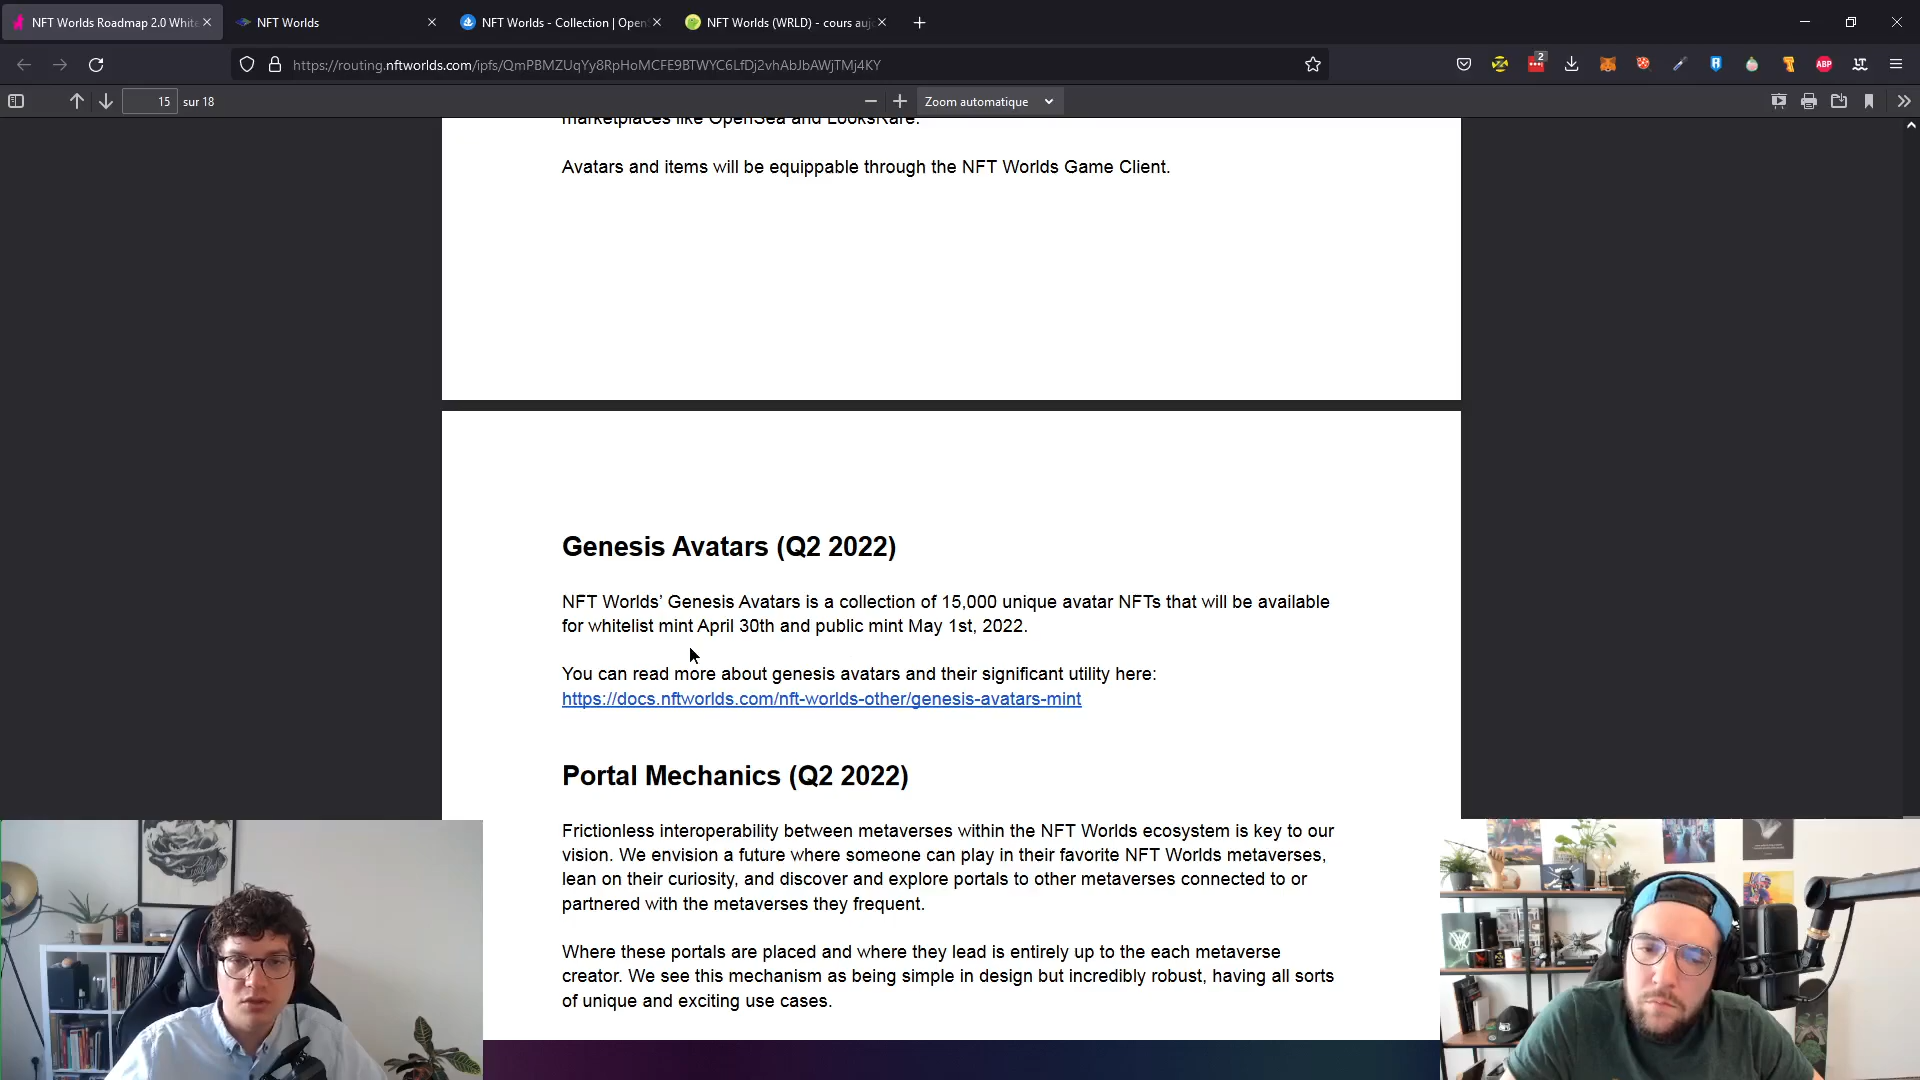 NFT Worlds Roadmap 2.0 White
NFT Worlds
NFT Worlds - Collection | Open
NFT Worlds (WRLD) - cours auj
https://routing.nftworlds.com/ipfs/QmPBMZUqYy8RpHoMCFE9BTWYC6LfDj2vhAbJbAWjTMj4KY
2
ABP
15 sur 18
Zoom automatique
marketplaces like OpenSea and LooksRare.
Avatars and items will be equippable through the NFT Worlds Game Client.
Genesis Avatars (Q2 2022)
NFT Worlds’ Genesis Avatars is a collection of 15,000 unique avatar NFTs that will be available
for whitelist mint April 30th and public mint May 1st, 2022.
You can read more about genesis avatars and their significant utility here:
https://docs.nftworlds.com/nft-worlds-other/genesis-avatars-mint
Portal Mechanics (Q2 2022)
Frictionless interoperability between metaverses within the NFT Worlds ecosystem is key to our
vision. We envision a future where someone can play in their favorite NFT Worlds metaverses,
lean on their curiosity, and discover and explore portals to other metaverses connected to or
partnered with the metaverses they frequent.
Where these portals are placed and where they lead is entirely up to the each metaverse
creator. We see this mechanism as being simple in design but incredibly robust, having all sorts
of unique and exciting use cases.